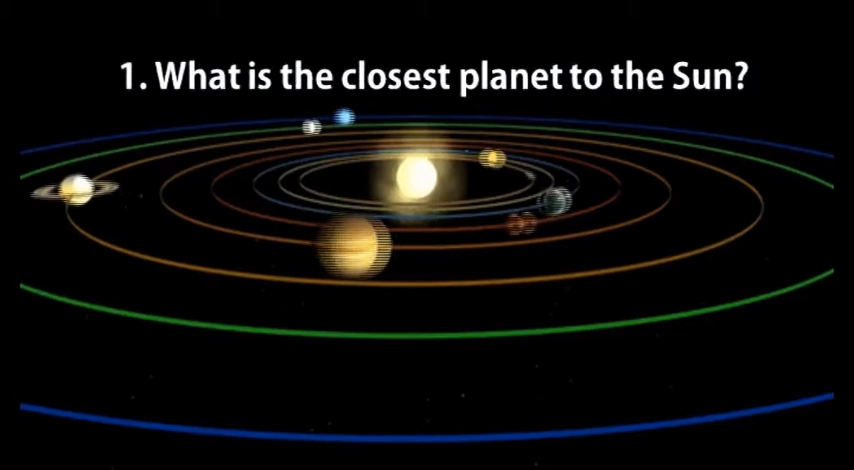 1. What is the closest planet to the Sun?